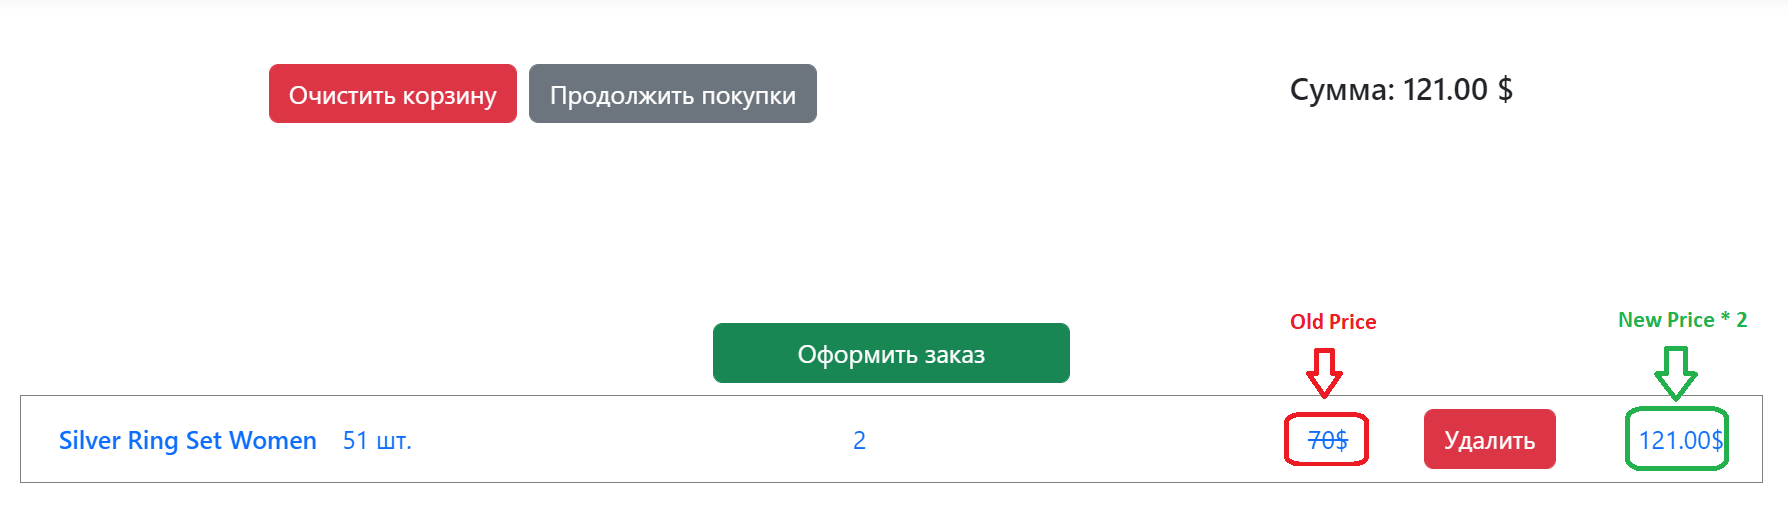 Очистить корзину
Продолжить покупки
Сумма: 121.00 $
Old Price
New Price * 2
Оформить заказ
Silver Ring Set Women 51 шт. 2 70$ Удалить 121.00$